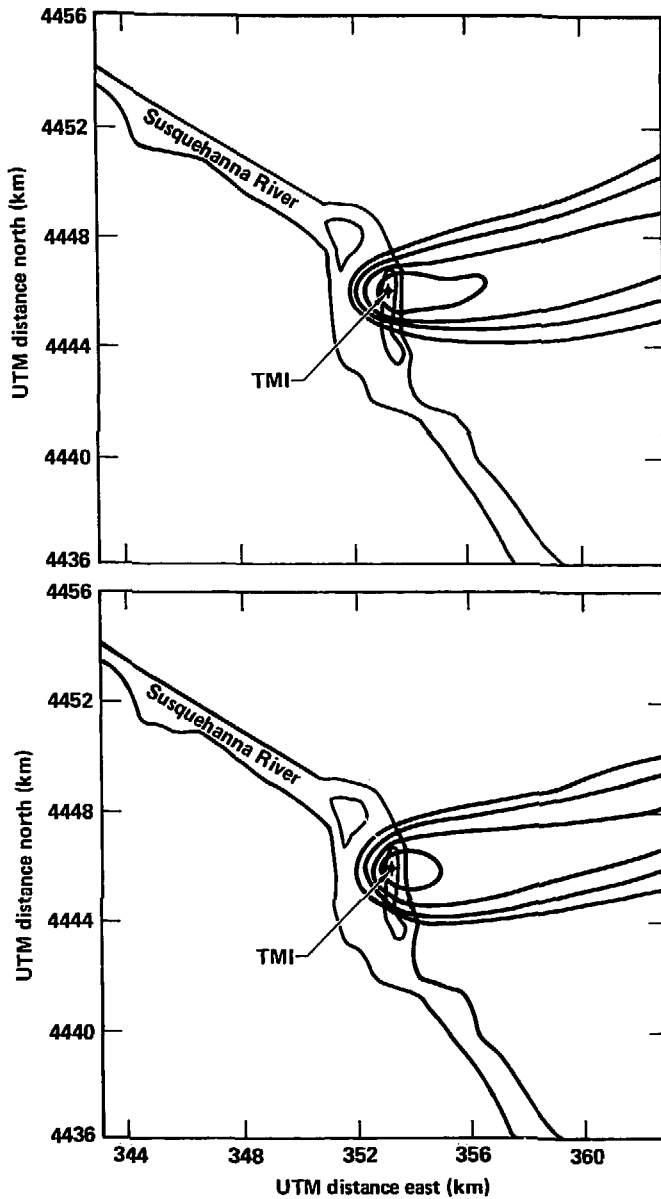 4456
4452
4448
4444
4440
4436
UTM distance north (km)
Susquehanna River
TMI
4456
4452
4448
4444
4440
4436
UTM distance north (km)
Susquehanna River
TMI
344 348 352 356 360
UTM distance east (km)